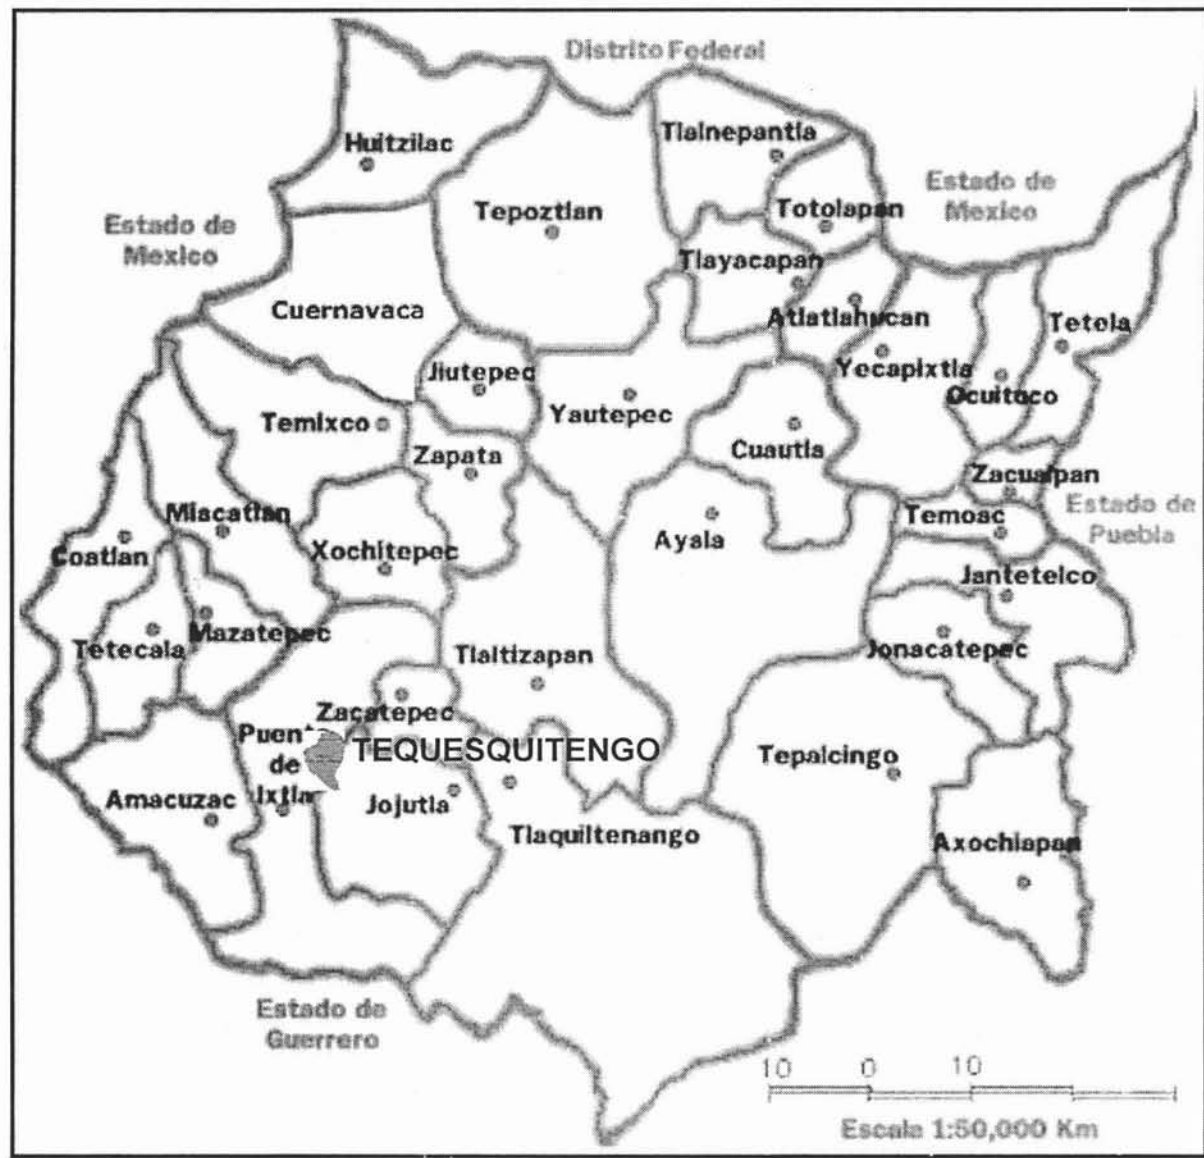 Distrito Federal
Huitzilac
Tlalnepantla
Estado de
Mexico
Tepoztlan
Totolapan
Estado de
Mexico
Tlayacapan
Cuernavaca
Atlatlahucan
Tetela
Jiutepec
Yecapixtla
Ocuituco
Temixco
Yautepec
Cuautla
Zapata
Zacualpan
Miacatlan
Temoac
Estado de
Puebla
Coatlan
Xochitepec
Ayala
Jantetelco
Tetecala
Mazatepec
Tlaltizapan
Jonacatepec
Zacatepec
Puent
de
Ixtla
TEQUESQUITENGO
Tepalcingo
Amacuzac
Jojutla
Tlaquiltenango
Axochiapan
Estado de
Guerrero
10 0 10
Escala 1:50,000 Km